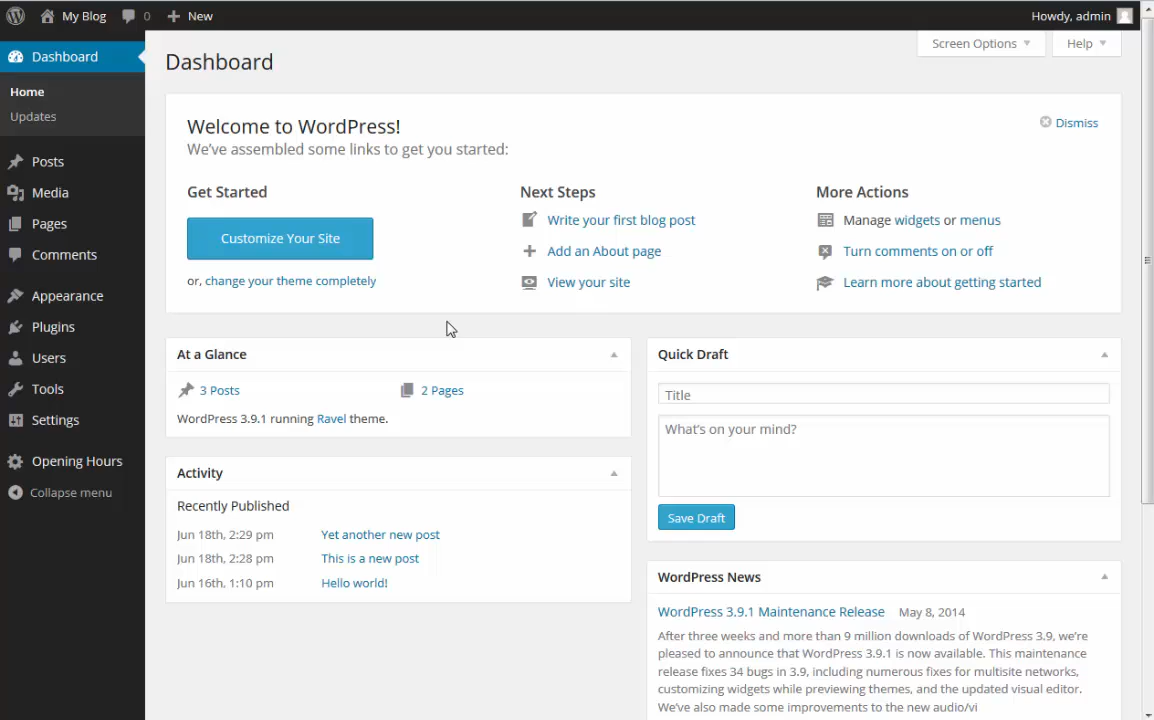 My Blog 0 New Howdy, admin
Screen Options Help
Dashboard
Home
Updates
Posts
Media
Pages
Comments
Appearance
Plugins
Users
Tools
Settings
Opening Hours
Collapse menu
Dashboard
Welcome to WordPress!
Dismiss
We've assembled some links to get you started:
Get Started
Customize Your Site
or, change your theme completely
Next Steps
Write your first blog post
Add an About page
View your site
More Actions
Manage widgets or menus
Turn comments on or off
Learn more about getting started
At a Glance
3 Posts 2 Pages
WordPress 3.9.1 running Ravel theme.
Activity
Recently Published
Jun 18th, 2:29 pm Yet another new post
Jun 18th, 2:28 pm This is a new post
Jun 16th, 1:10 pm Hello world!
Quick Draft
Title
What's on your mind?
Save Draft
WordPress News
WordPress 3.9.1 Maintenance Release May 8, 2014
After three weeks and more than 9 million downloads of WordPress 3.9, we're
pleased to announce that WordPress 3.9.1 is now available. This maintenance
release fixes 34 bugs in 3.9, including numerous fixes for multisite networks,
customizing widgets while previewing themes, and the updated visual editor.
We've also made some improvements to the new audio/vi